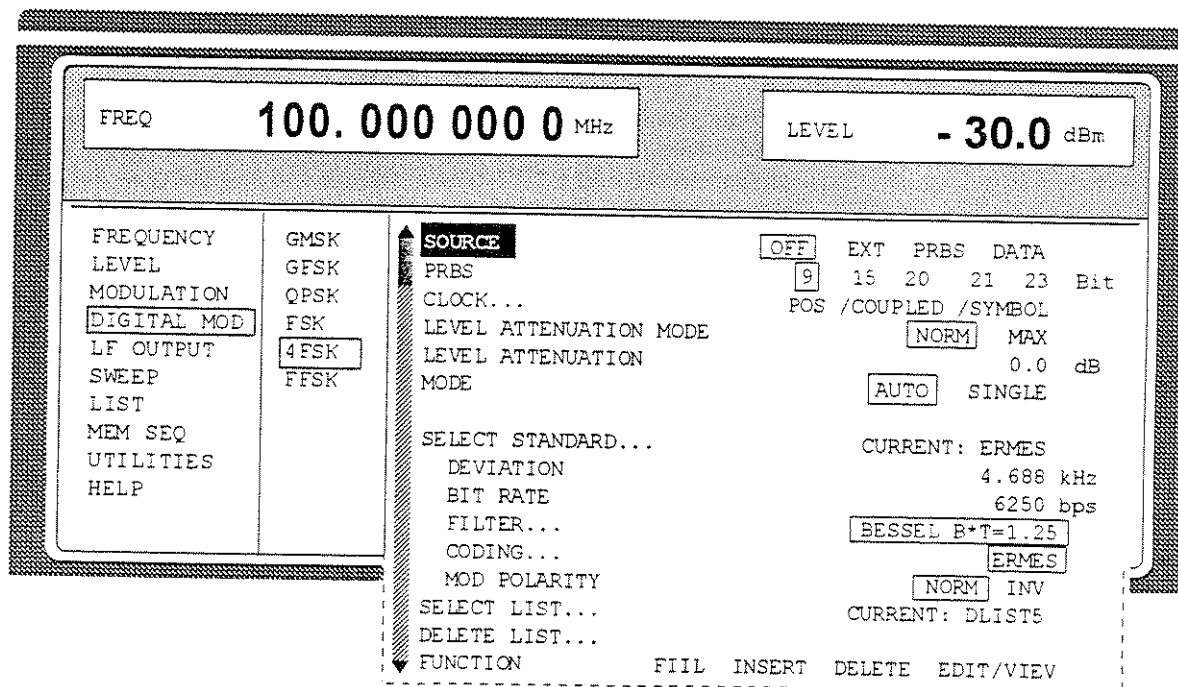 FREQ 100. 000 000 0 MHz LEVEL - 30.0 dBm
FREQUENCY
LEVEL
MODULATION
DIGITAL MOD
LF OUTPUT
SWEEP
LIST
MEM SEQ
UTILITIES
HELP
GMSK
GFSK
QPSK
FSK
4FSK
FFSK
SOURCE OFF EXT PRBS DATA
PRBS 9 15 20 21 23 Bit
CLOCK... POS /COUPLED /SYMBOL
LEVEL ATTENUATION MODE NORM MAX
LEVEL ATTENUATION 0.0 dB
MODE AUTO SINGLE
SELECT STANDARD... CURRENT: ERMES
DEVIATION 4.688 kHz
BIT RATE 6250 bps
FILTER... BESSEL B*T=1.25
CODING... ERMES
MOD POLARITY NORM INV
SELECT LIST... CURRENT: DLIST5
DELETE LIST...
FUNCTION FIIL INSERT DELETE EDIT/VIEV